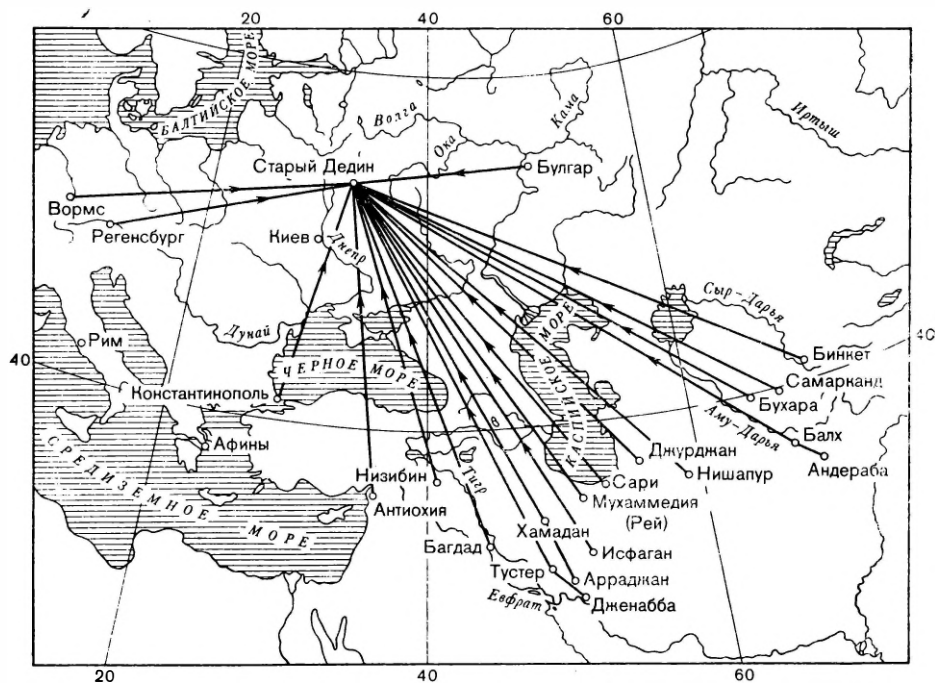 20
40
60
БАЛТИЙСКОЕ МОРЕ
Волга
Ока
Кама
Иртыш
Старый Дедин
Булгар
Вормс
Регенсбург
Киев
Днепр
Сыр-Дарья
Дунай
40
Рим
ЧЕРНОЕ МОРЕ
КАСПИЙСКОЕ МОРЕ
40
Бинкет
Самарканд
Бухара
Константинополь
Аму-Дарья
Балх
Афины
Андераба
СРЕДИЗЕМНОЕ МОРЕ
Джурджан
Нишапур
Низибин
Тигр
Сари
Антиохия
Мухаммедия
(Рей)
Хамадан
Багдад
Исфаган
Тустер
Арраджан
Евфрат
Дженабба
20
40
60